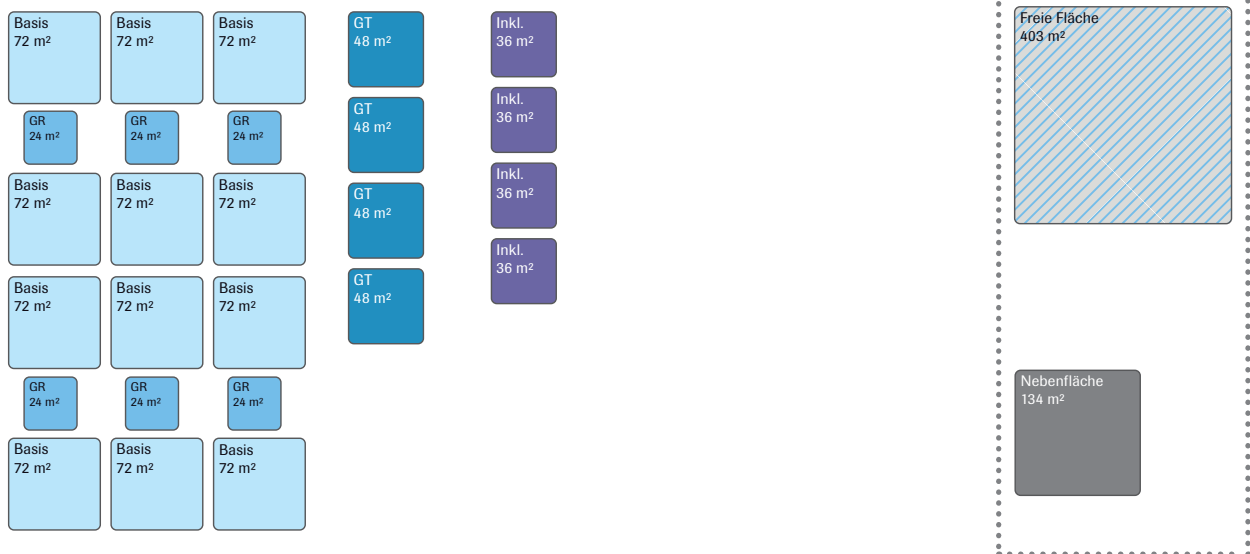 Basis
72 m²
Basis
72 m²
Basis
72 m²
GR
24 m²
GR
24 m²
GR
24 m²
Basis
72 m²
Basis
72 m²
Basis
72 m²
Basis
72 m²
Basis
72 m²
Basis
72 m²
GR
24 m²
GR
24 m²
GR
24 m²
Basis
72 m²
Basis
72 m²
Basis
72 m²
GT
48 m²
GT
48 m²
GT
48 m²
GT
48 m²
Inkl.
36 m²
Inkl.
36 m²
Inkl.
36 m²
Inkl.
36 m²
Freie Fläche
403 m²
Nebenfläche
134 m²